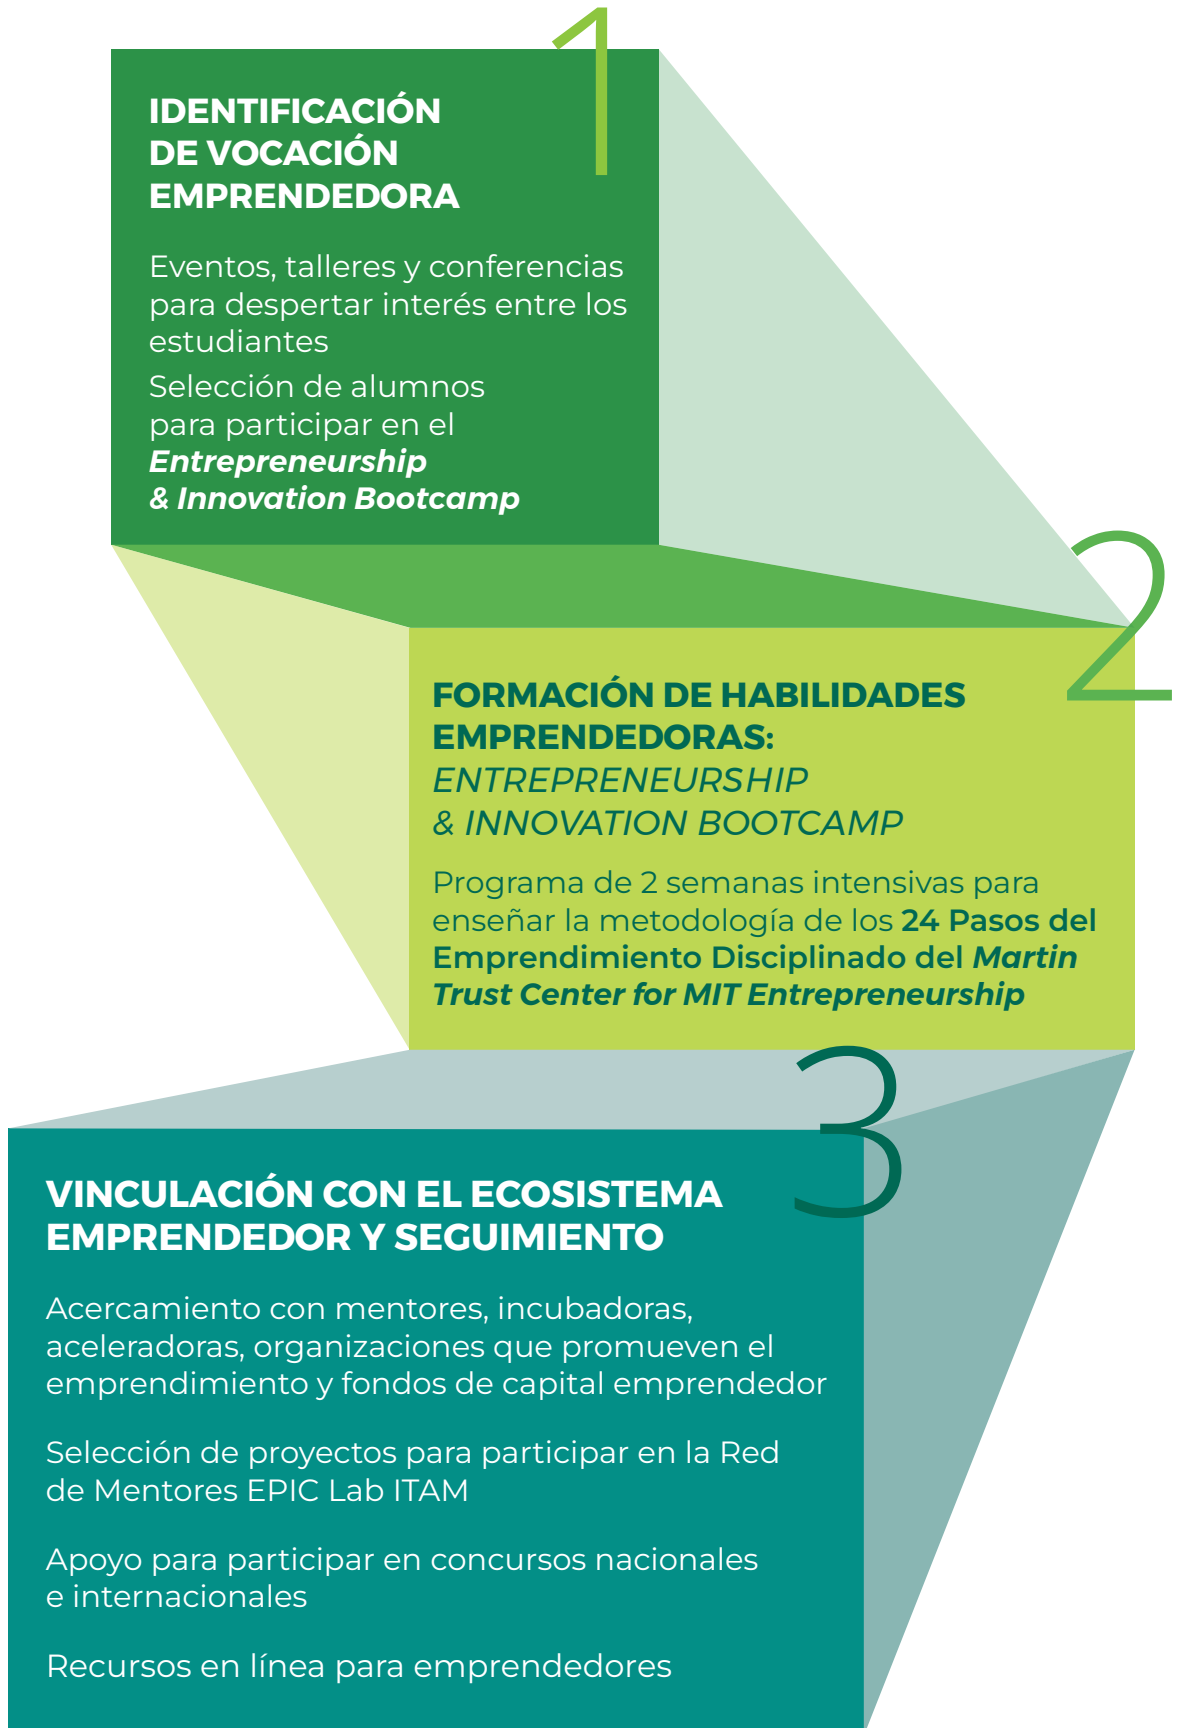 1
IDENTIFICACIÓN
DE VOCACIÓN
EMPRENDEDORA
Eventos, talleres y conferencias
para despertar interés entre los
estudiantes
Selección de alumnos
para participar en el
Entrepreneurship
& Innovation Bootcamp
2
FORMACIÓN DE HABILIDADES
EMPRENDEDORAS:
ENTREPRENEURSHIP
& INNOVATION BOOTCAMP
Programa de 2 semanas intensivas para
enseñar la metodología de los 24 Pasos del
Emprendimiento Disciplinado del Martin
Trust Center for MIT Entrepreneurship
3
VINCULACIÓN CON EL ECOSISTEMA
EMPRENDEDOR Y SEGUIMIENTO
Acercamiento con mentores, incubadoras,
aceleradoras, organizaciones que promueven el
emprendimiento y fondos de capital emprendedor
Selección de proyectos para participar en la Red
de Mentores EPIC Lab ITAM
Apoyo para participar en concursos nacionales
e internacionales
Recursos en línea para emprendedores